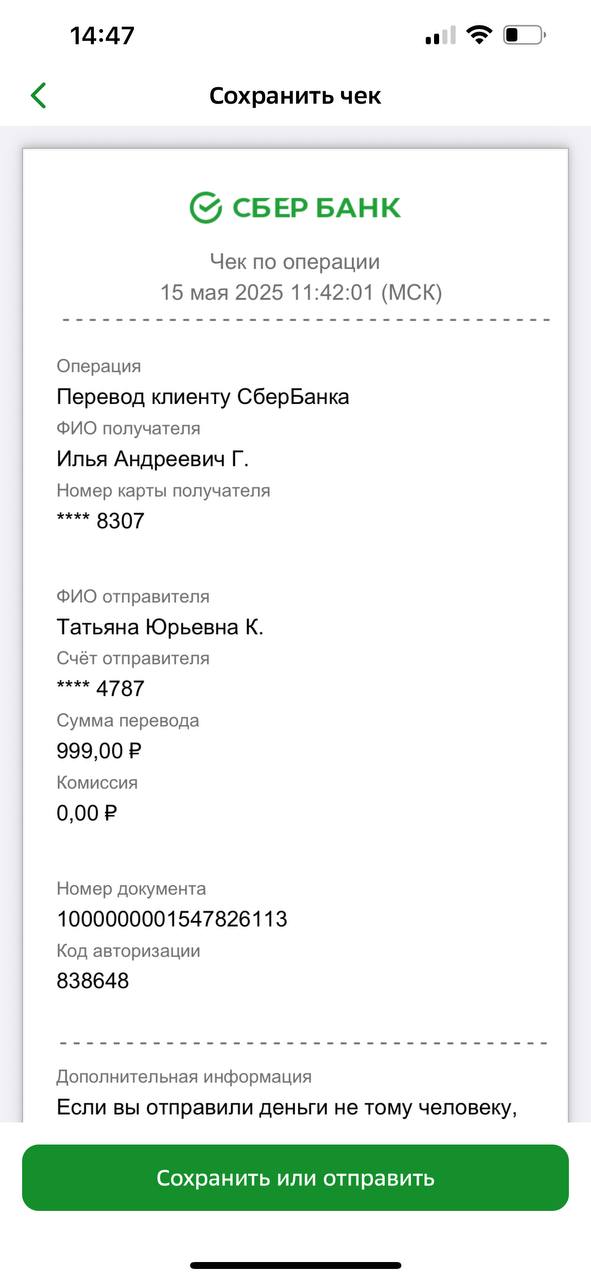 14:47
Сохранить чек
СБЕР БАНК
Чек по операции
15 мая 2025 11:42:01 (МСК)
Операция
Перевод клиенту СберБанка
ФИО получателя
Илья Андреевич Г.
Номер карты получателя
**** 8307
ФИО отправителя
Татьяна Юрьевна К.
Счёт отправителя
**** 4787
Сумма перевода
999,00 ₽
Комиссия
0,00 ₽
Номер документа
1000000001547826113
Код авторизации
838648
Дополнительная информация
Если вы отправили деньги не тому человеку,
Сохранить или отправить